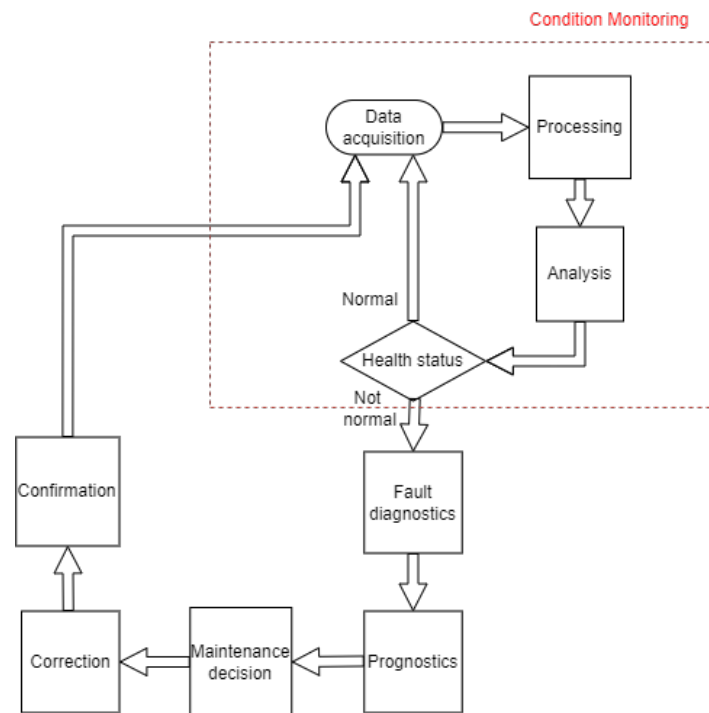 Condition Monitoring
Data
acquisition
Processing
Analysis
Normal
Health status
Not
normal
Confirmation
Fault
diagnostics
Correction
Maintenance
decision
Prognostics